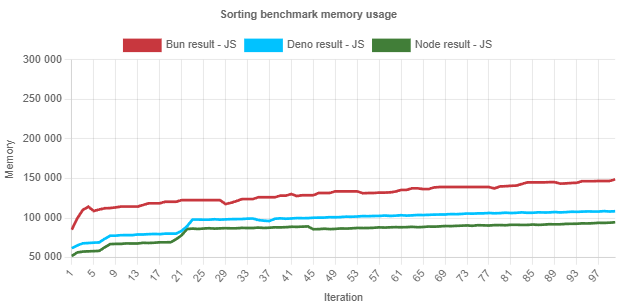 Sorting benchmark memory usage
Bun result - JS Deno result - JS Node result - JS
300 000
250 000
200 000
150 000
100 000
50 000
Memory
1 5 9 13 17 21 25 29 33 37 41 45 49 53 57 61 65 69 73 77 81 85 89 93 97
Iteration